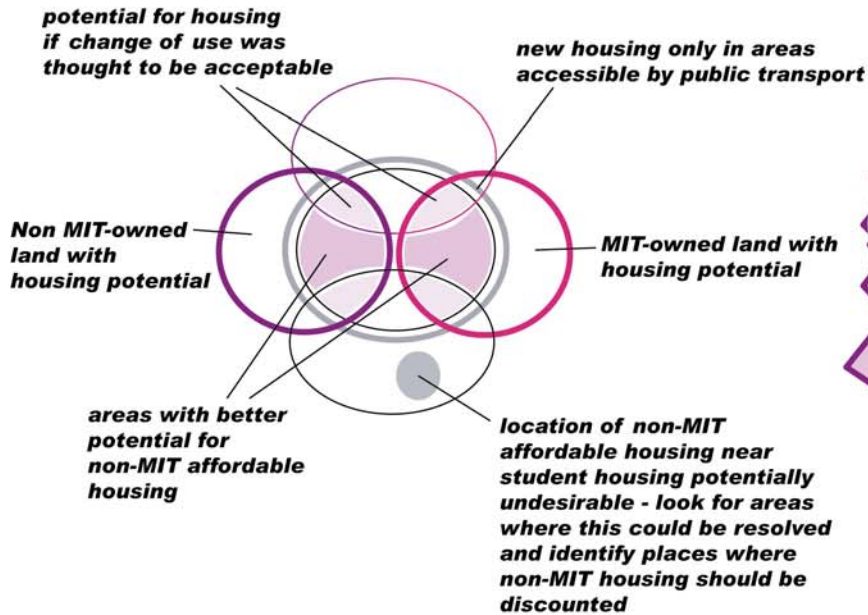 potential for housing
if change of use was
thought to be acceptable
new housing only in areas
accessible by public transport
Non MIT-owned
land with
housing potential
MIT-owned land with
housing potential
areas with better
potential for
non-MIT affordable
housing
location of non-MIT
affordable housing near
student housing potentially
undesirable - look for areas
where this could be resolved
and identify places where
non-MIT housing should be
discounted